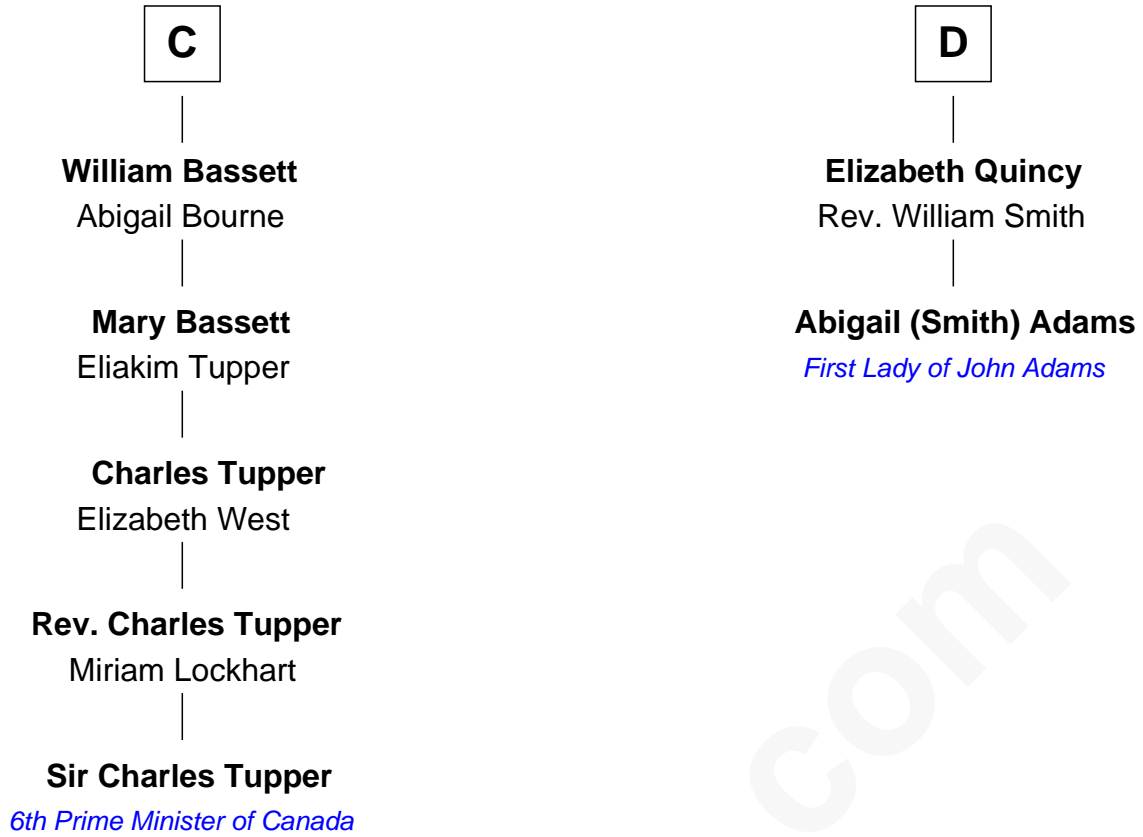 C
William Bassett
Abigail Bourne
Mary Bassett
Eliakim Tupper
Charles Tupper
Elizabeth West
Rev. Charles Tupper
Miriam Lockhart
Sir Charles Tupper
6th Prime Minister of Canada
D
Elizabeth Quincy
Rev. William Smith
Abigail (Smith) Adams
First Lady of John Adams
com